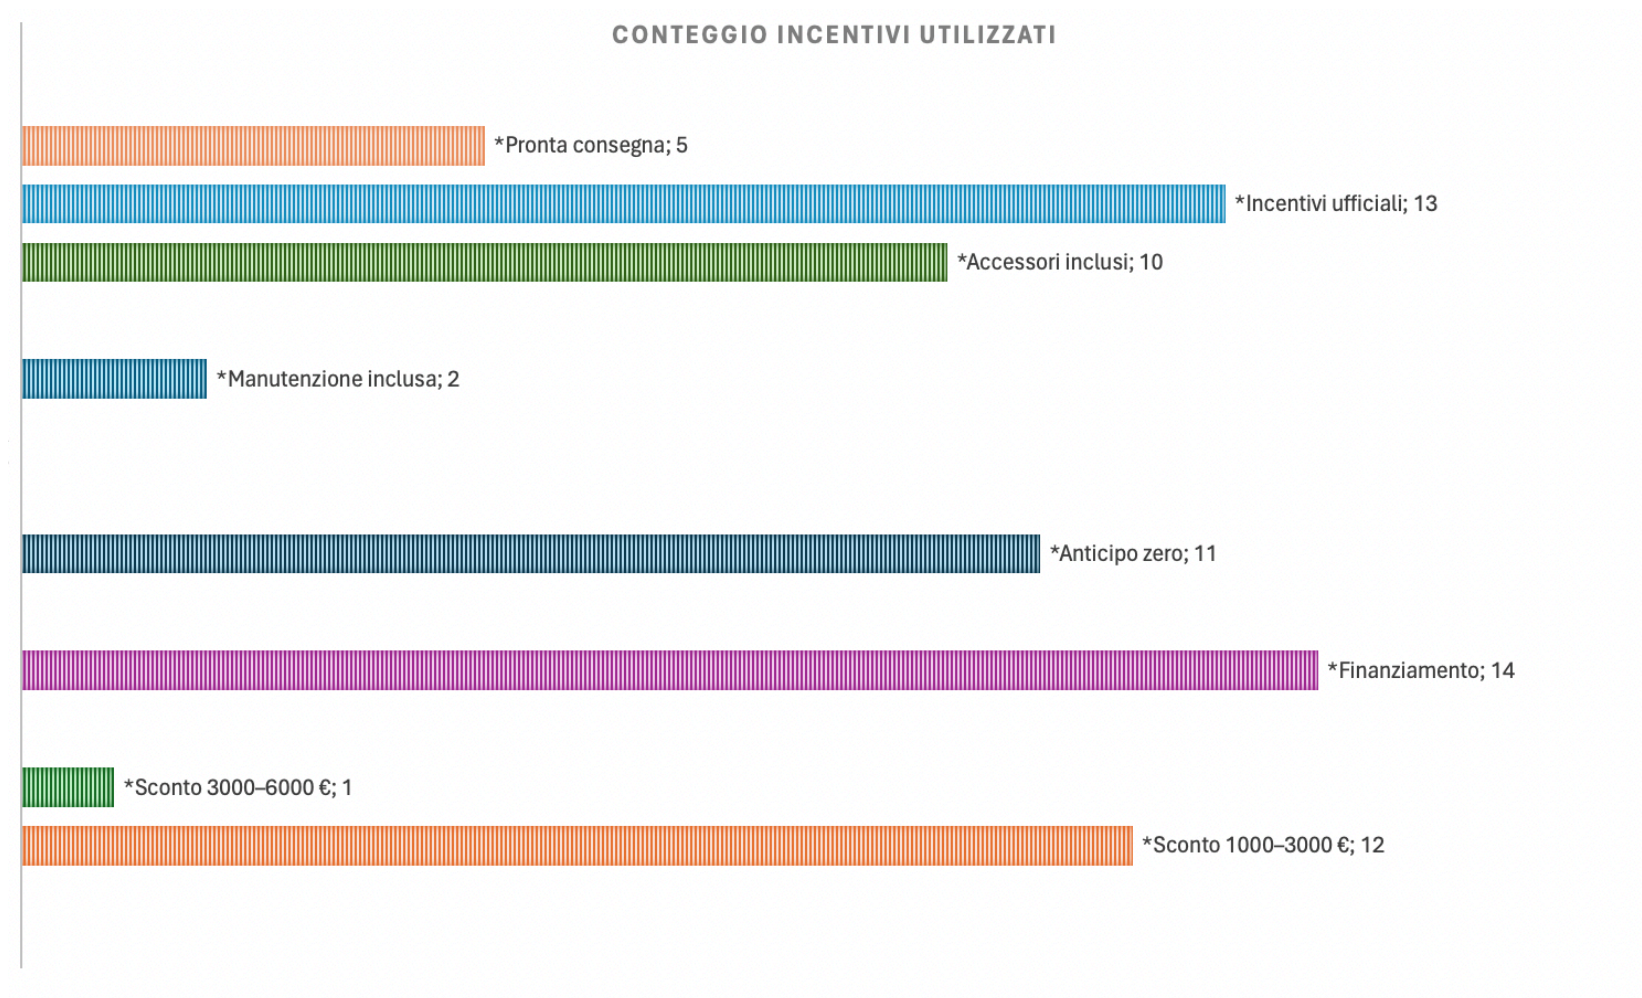 CONTEGGIO INCENTIVI UTILIZZATI
*Pronta consegna; 5
*Incentivi ufficiali; 13
*Accessori inclusi; 10
*Manutenzione inclusa; 2
*Anticipo zero; 11
*Finanziamento; 14
*Sconto 3000–6000 €; 1
*Sconto 1000–3000 €; 12